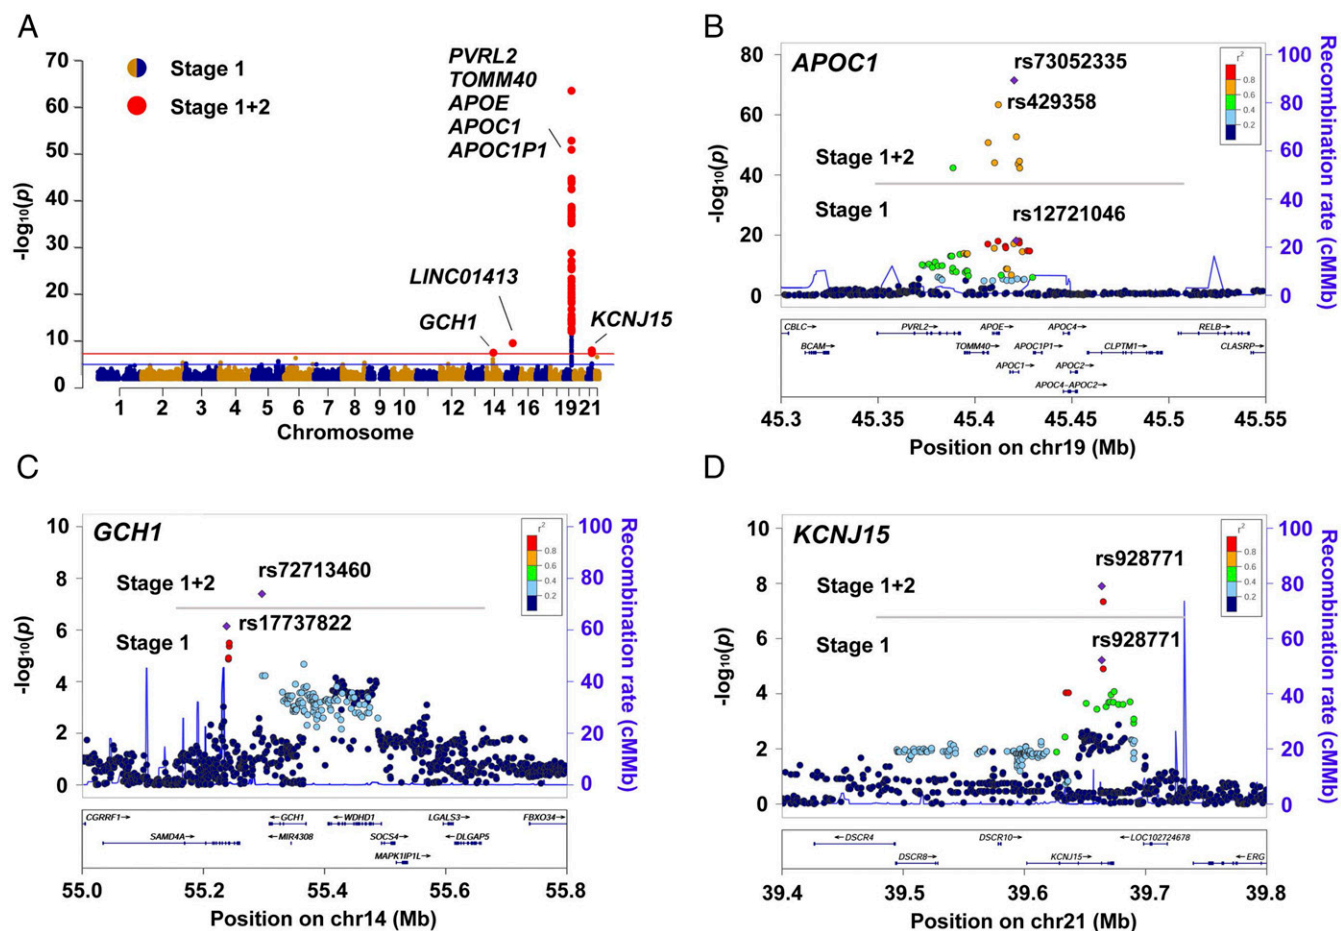 A
70
60
50
40
30
20
10
0
-log10(p)
Stage 1
Stage 1+2
PVRL2
TOMM40
APOE
APOC1
APOC1P1
LINC01413
GCH1
KCNJ15
1 2 3 4 5 6 7 8 9 10 12 14 16 19 21
Chromosome
B
APOC1
80
60
40
20
0
-log10(p)
rs73052335
rs429358
Stage 1+2
Stage 1
rs12721046
r2
0.8
0.6
0.4
0.2
100
80
60
40
20
0
Recombination rate (cMMb)
CBLC→
PVRL2→
APOE→
APOC4→
RELB→
BCAM→
TOMM40→
APOC1P1→
CLPTM1→
CLASRP→
APOC1→
APOC2→
APOC4-APOC2→
45.3 45.35 45.4 45.45 45.5 45.55
Position on chr19 (Mb)
C
GCH1
10
8
6
4
2
0
-log10(p)
Stage 1+2
rs72713460
Stage 1
rs17737822
r2
0.8
0.6
0.4
0.2
100
80
60
40
20
0
Recombination rate (cMMb)
CGRRF1→
←GCH1
←WDHD1
LGALS3→
FBXO34→
SAMD4A→
←MIR4308
SOCS4→
←DLGAP5
MAPK1IP1L→
55.0 55.2 55.4 55.6 55.8
Position on chr14 (Mb)
D
KCNJ15
10
8
6
4
2
0
-log10(p)
Stage 1+2
rs928771
Stage 1
rs928771
r2
0.8
0.6
0.4
0.2
100
80
60
40
20
0
Recombination rate (cMMb)
←DSCR4
DSCR10→
←LOC102724678
DSCR8→
KCNJ15→
←ERG
39.4 39.5 39.6 39.7 39.8
Position on chr21 (Mb)